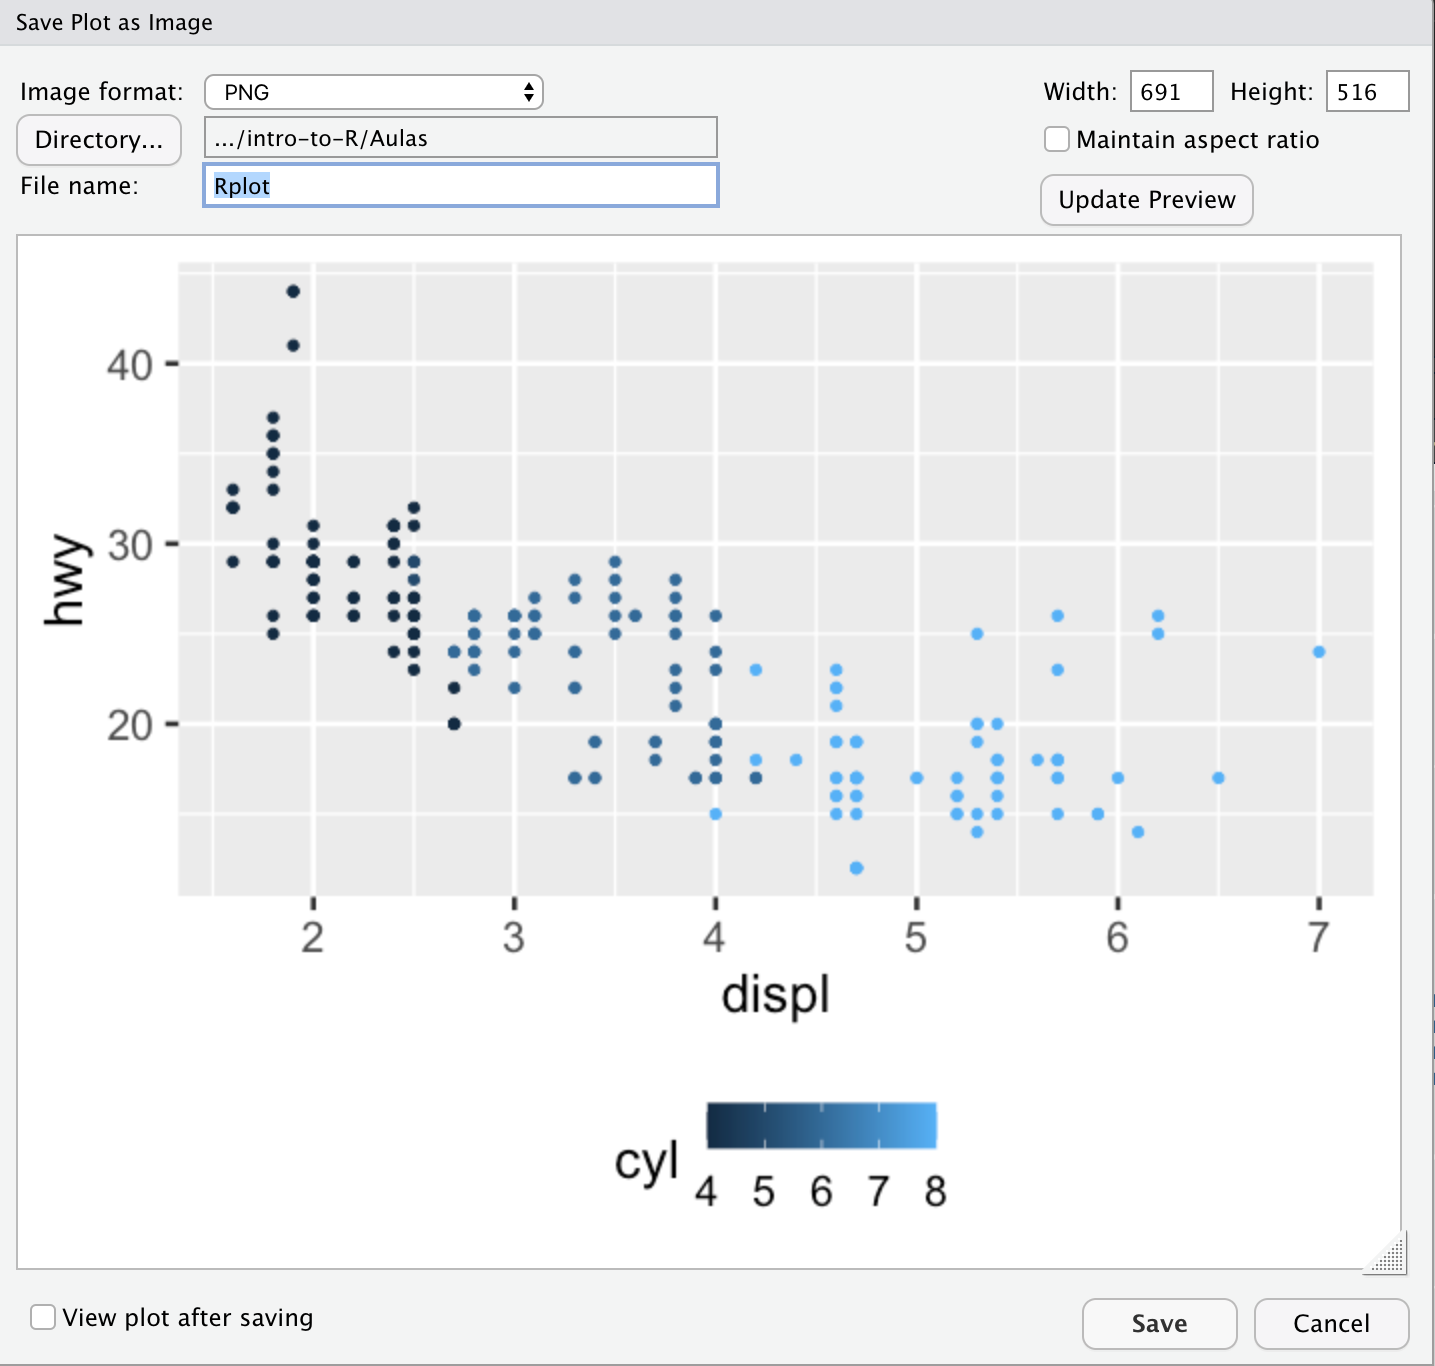 Save Plot as Image
Image format: PNG Width: 691 Height: 516
Directory... .../intro-to-R/Aulas Maintain aspect ratio
File name: Rplot Update Preview
40
30
20
hwy
2 3 4 5 6 7
displ
cyl
4 5 6 7 8
View plot after saving Save Cancel